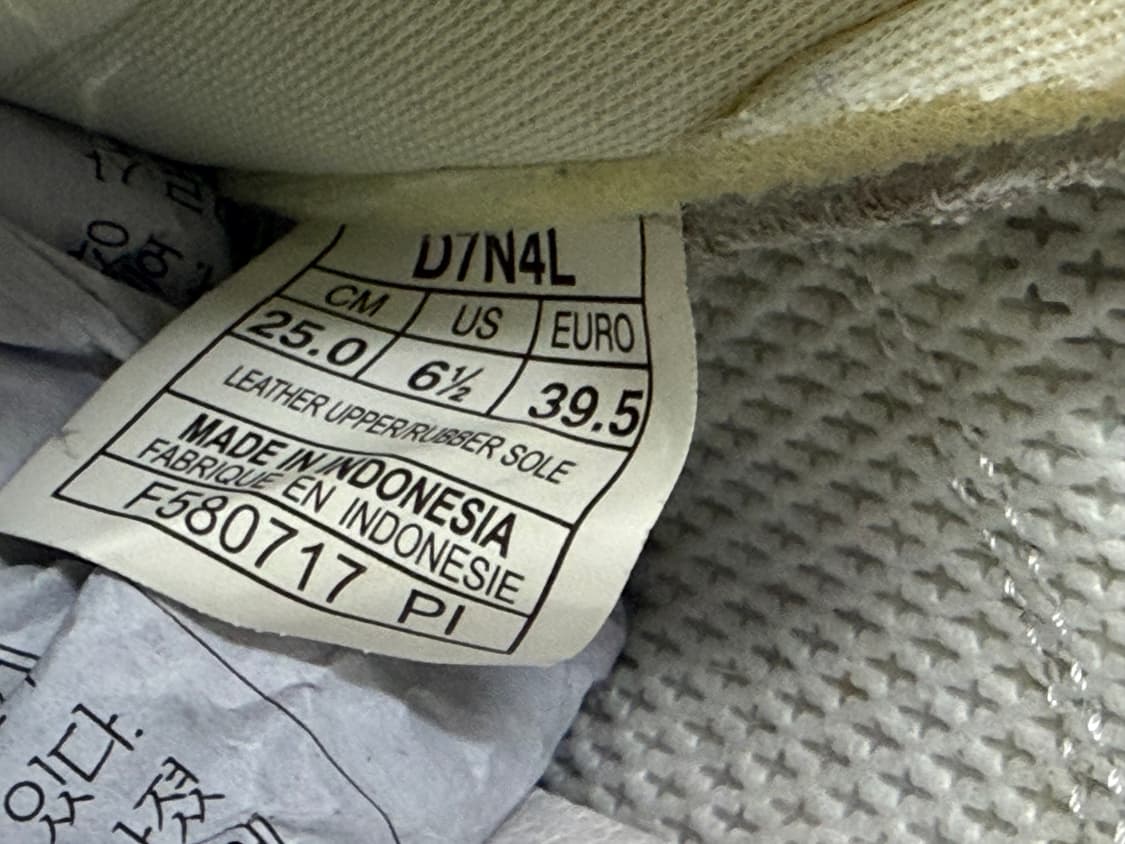 D7N4L
CM US EURO
25.0 6½ 39.5
LEATHER UPPER/RUBBER SOLE
MADE IN INDONESIA
FABRIQUE EN INDONESIE
F580717 PI
있다.